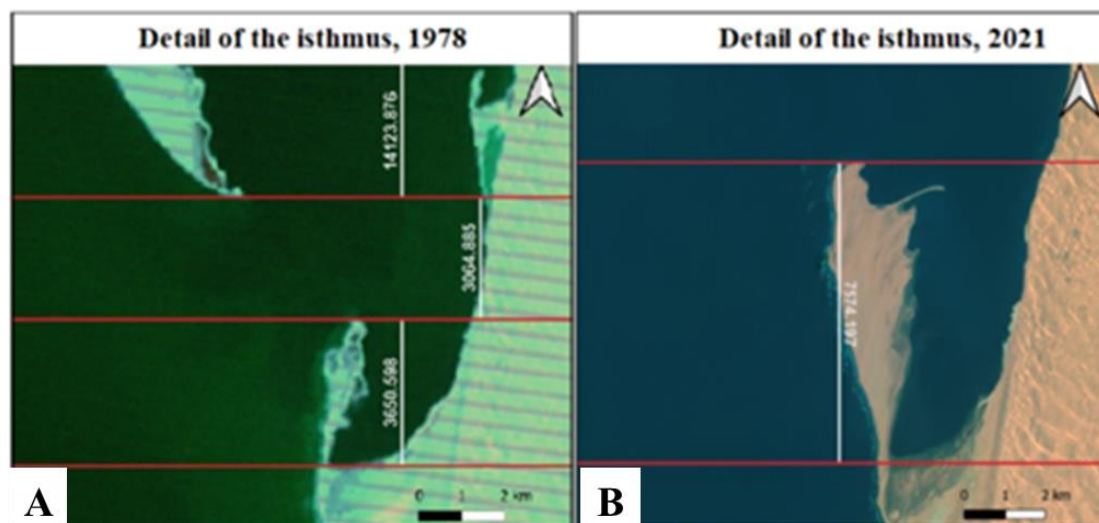 Detail of the isthmus, 1978
14123.876
3064.885
3650.598
0 1 2 km
A
Detail of the isthmus, 2021
7574.197
0 1 2 km
B